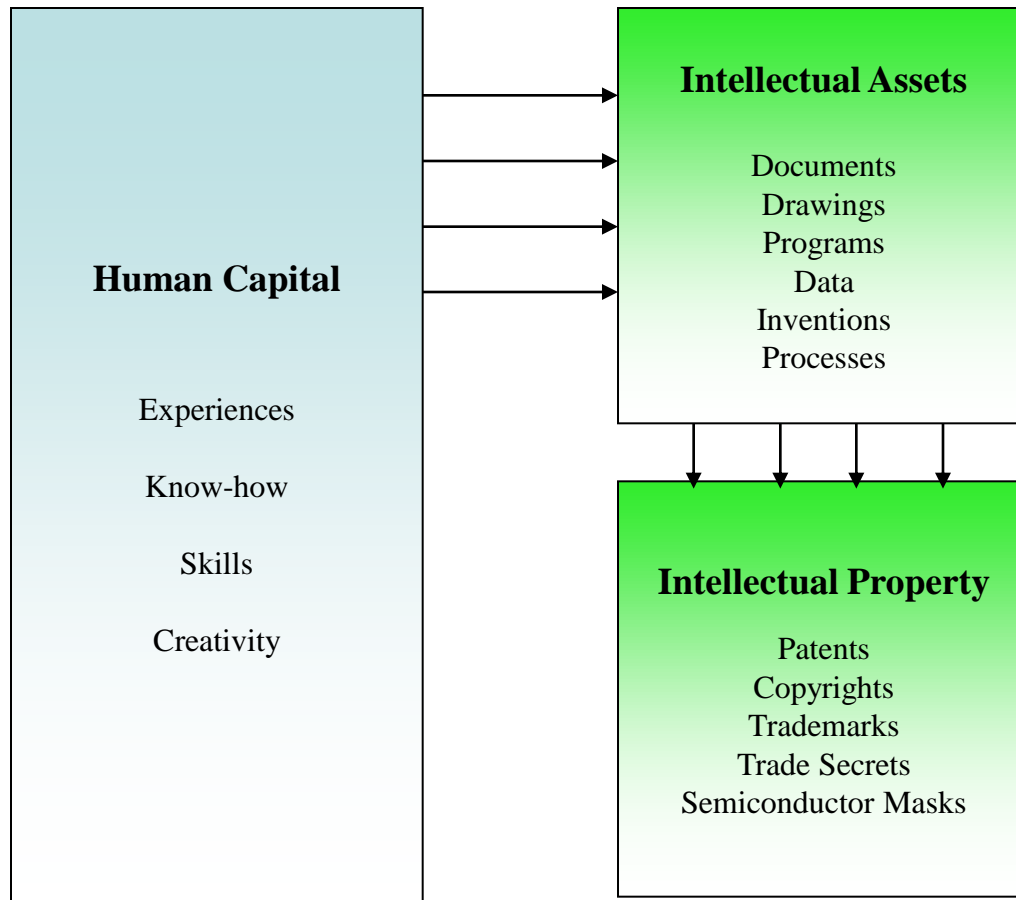 Human Capital
Experiences
Know-how
Skills
Creativity
Intellectual Assets
Documents
Drawings
Programs
Data
Inventions
Processes
Intellectual Property
Patents
Copyrights
Trademarks
Trade Secrets
Semiconductor Masks